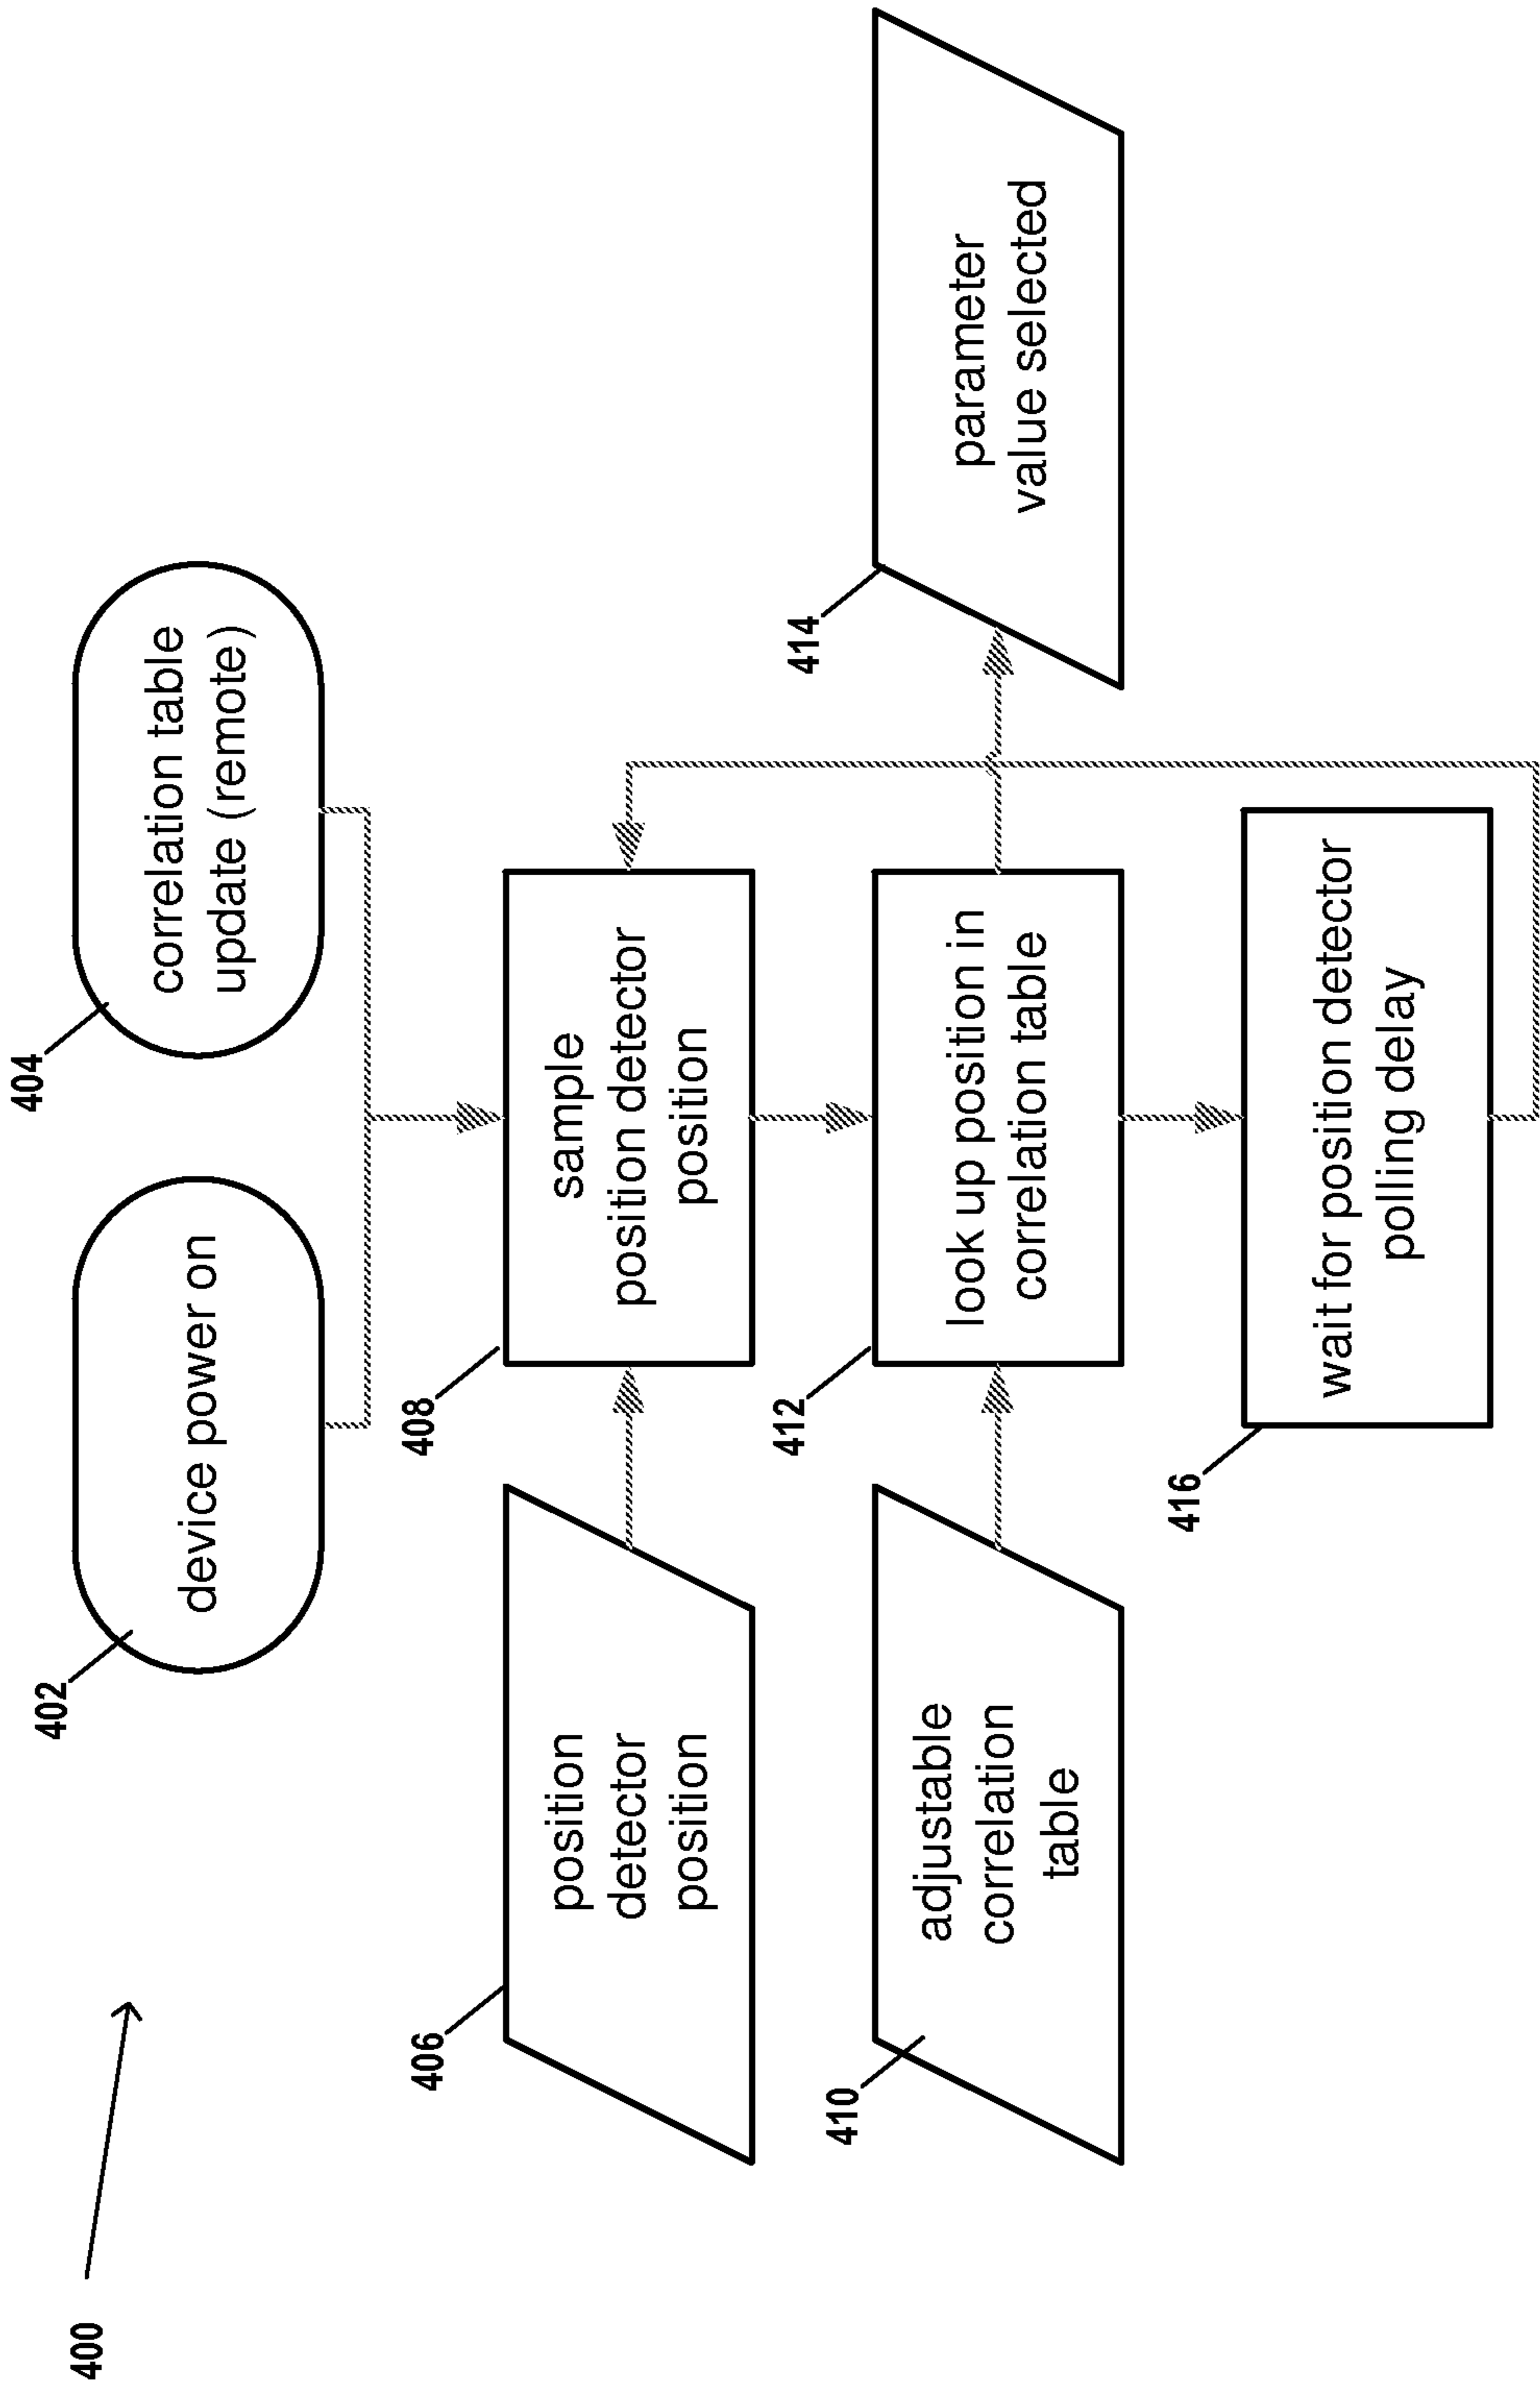 400
402
device power on
404
correlation table
update (remote)
406
position
detector
position
408
sample
position detector
position
410
adjustable
correlation
table
412
look up position in
correlation table
414
parameter
value selected
416
wait for position detector
polling delay